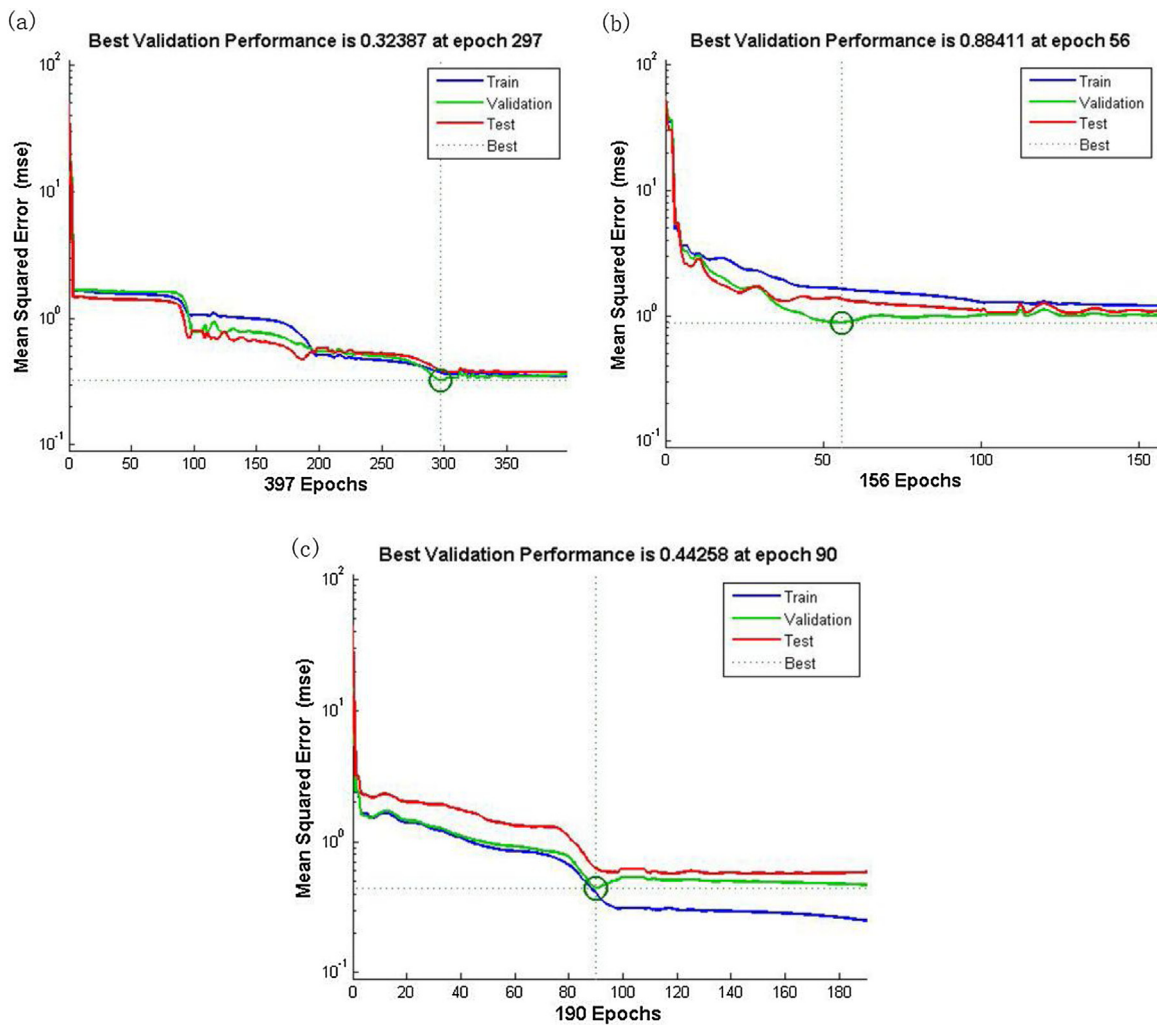 (a)
Best Validation Performance is 0.32387 at epoch 297
Mean Squared Error (mse)
10^2
10^1
10^0
10^-1
Train
Validation
Test
Best
0 50 100 150 200 250 300 350
397 Epochs
(b)
Best Validation Performance is 0.88411 at epoch 56
Mean Squared Error (mse)
10^2
10^1
10^0
10^-1
Train
Validation
Test
Best
0 50 100 150
156 Epochs
(c)
Best Validation Performance is 0.44258 at epoch 90
Mean Squared Error (mse)
10^2
10^1
10^0
10^-1
Train
Validation
Test
Best
0 20 40 60 80 100 120 140 160 180
190 Epochs